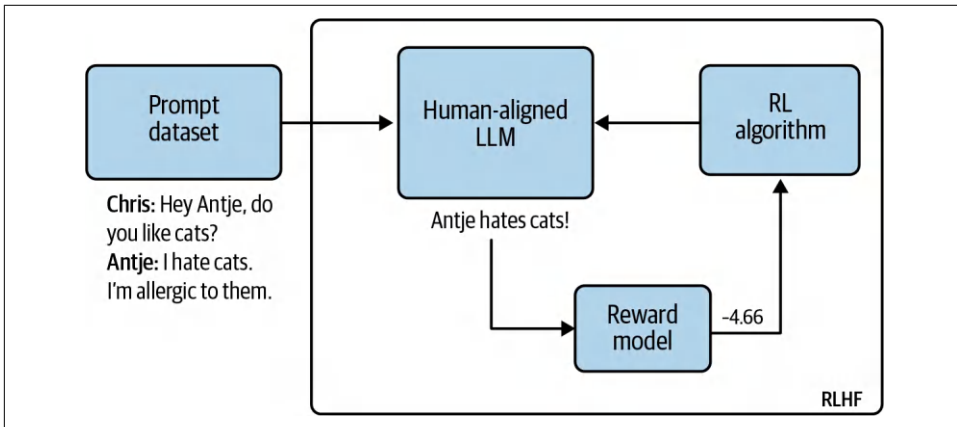 Prompt
dataset
Human-aligned
LLM
RL
algorithm
Chris: Hey Antje, do
you like cats?
Antje: I hate cats.
I'm allergic to them.
Antje hates cats!
Reward
model
-4.66
RLHF